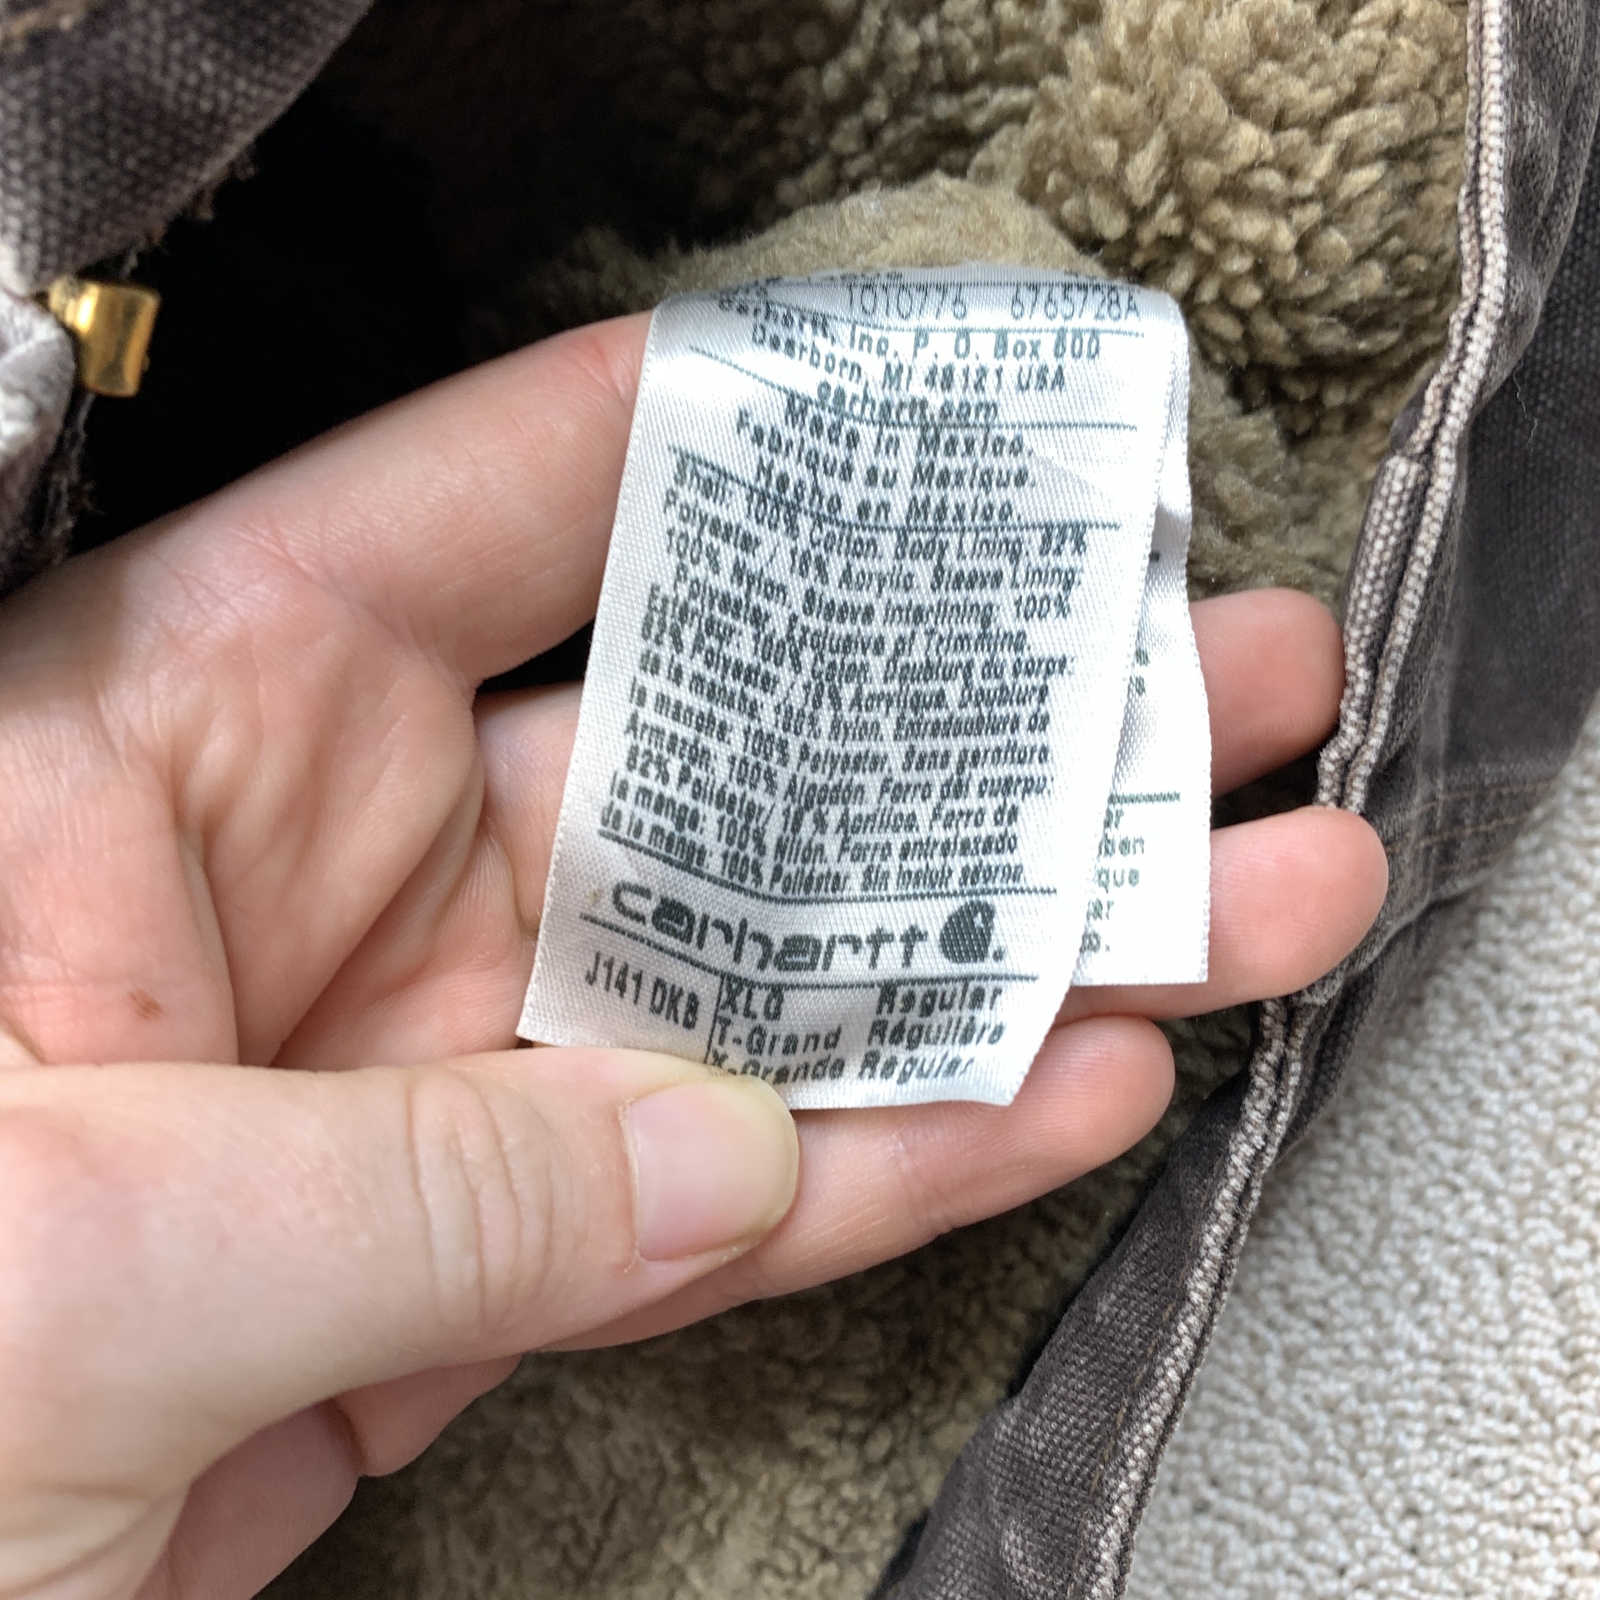 1010776 6765728A
Carhartt, Inc. P. O. Box 600
Dearborn, MI 48121 USA
carhartt.com
Made in Mexico
Fabriqué au Mexique
Hecho en México
Shell: 100% Cotton. Body Lining: 82%
Polyester / 18% Acrylic. Sleeve Lining:
100% Nylon. Sleeve Interlining: 100%
Polyester. Exclusive of Trimming.
100% Coton. Doublure du corps:
82% Polyester / 18% Acrylique. Doublure
de la manche: 100% Nylon. Entredoublure de
la manche: 100% Polyester. Sans garniture.
Armazón: 100% Algodón. Forro de cuerpo:
82% Poliéster/ 18% Acrílico. Forro de
la manga: 100% Nilón. Forro entrelazado
de la manga: 100% Poliéster. Sin incluir adorno.
carhartt
J141 DKB
XLG Regular
T-Grand Régulière
X-Grande Regular
que